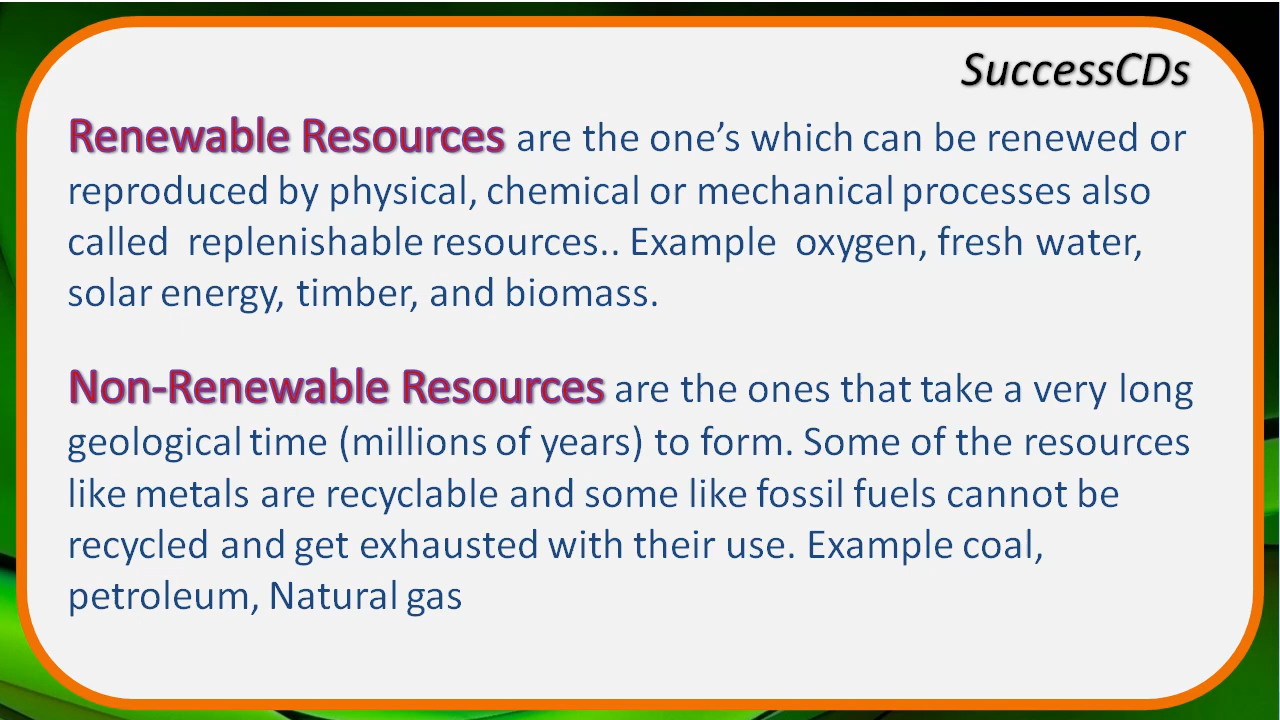 SuccessCDs
Renewable Resources are the one’s which can be renewed or
reproduced by physical, chemical or mechanical processes also
called replenishable resources.. Example oxygen, fresh water,
solar energy, timber, and biomass.
Non-Renewable Resources are the ones that take a very long
geological time (millions of years) to form. Some of the resources
like metals are recyclable and some like fossil fuels cannot be
recycled and get exhausted with their use. Example coal,
petroleum, Natural gas